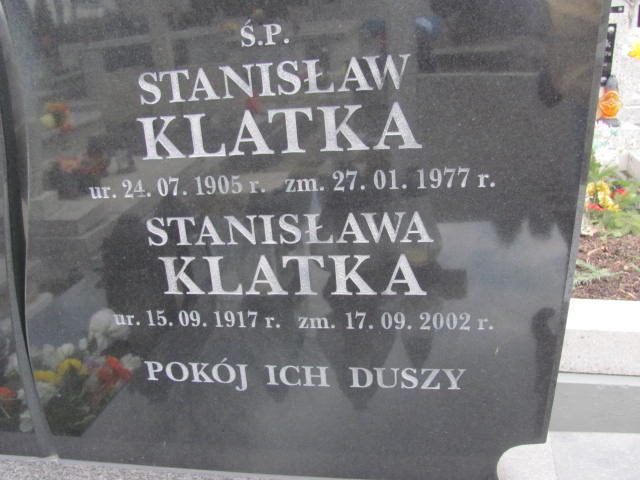 Ś.P.
STANISŁAW
KLATKA
ur. 24. 07. 1905 r. zm. 27. 01. 1977 r.
STANISŁAWA
KLATKA
ur. 15. 09. 1917 r. zm. 17. 09. 2002 r.
POKÓJ ICH DUSZY